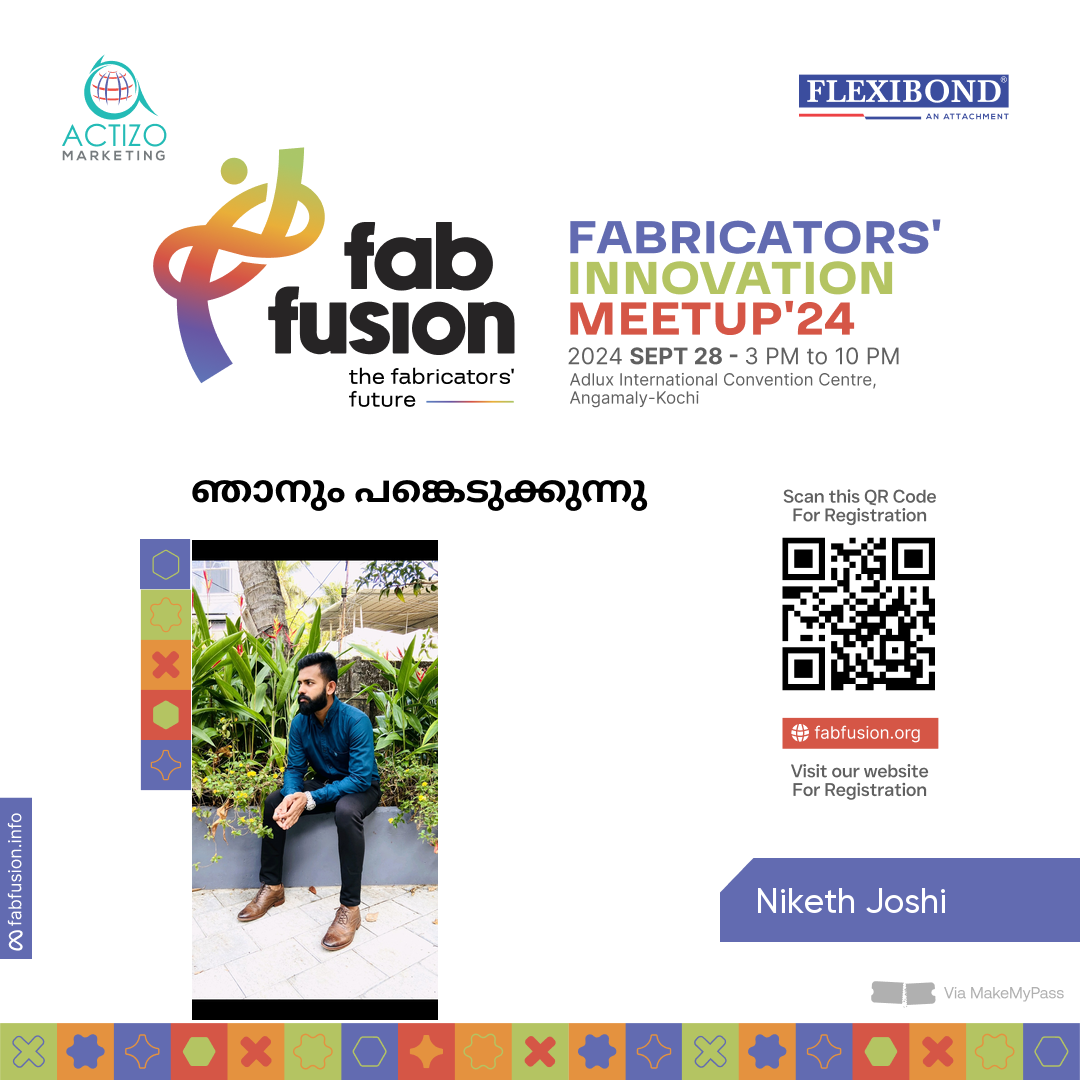 ACTIZO
MARKETING
FLEXIBOND®
AN ATTACHMENT
fab
fusion
the fabricators'
future
FABRICATORS'
INNOVATION
MEETUP'24
2024 SEPT 28 - 3 PM to 10 PM
Adlux International Convention Centre,
Angamaly-Kochi
ഞാനും പങ്കെടുക്കുന്നു
Scan this QR Code
For Registration
fabfusion.org
Visit our website
For Registration
fabfusion.info
Niketh Joshi
Via MakeMyPass